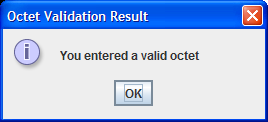 Octet Validation Result
You entered a valid octet
OK